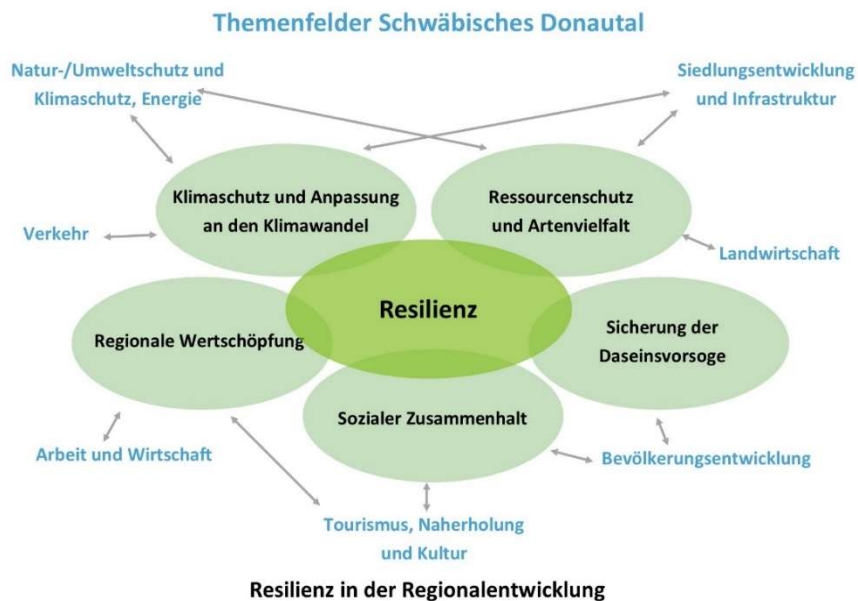 Themenfelder Schwäbisches Donautal
Natur-/Umweltschutz und
Klimaschutz, Energie
Siedlungsentwicklung
und Infrastruktur
Klimaschutz und Anpassung
an den Klimawandel
Ressourcenschutz
und Artenvielfalt
Verkehr
Landwirtschaft
Resilienz
Regionale Wertschöpfung
Sicherung der
Daseinsvorsoge
Sozialer Zusammenhalt
Arbeit und Wirtschaft
Bevölkerungsentwicklung
Tourismus, Naherholung
und Kultur
Resilienz in der Regionalentwicklung